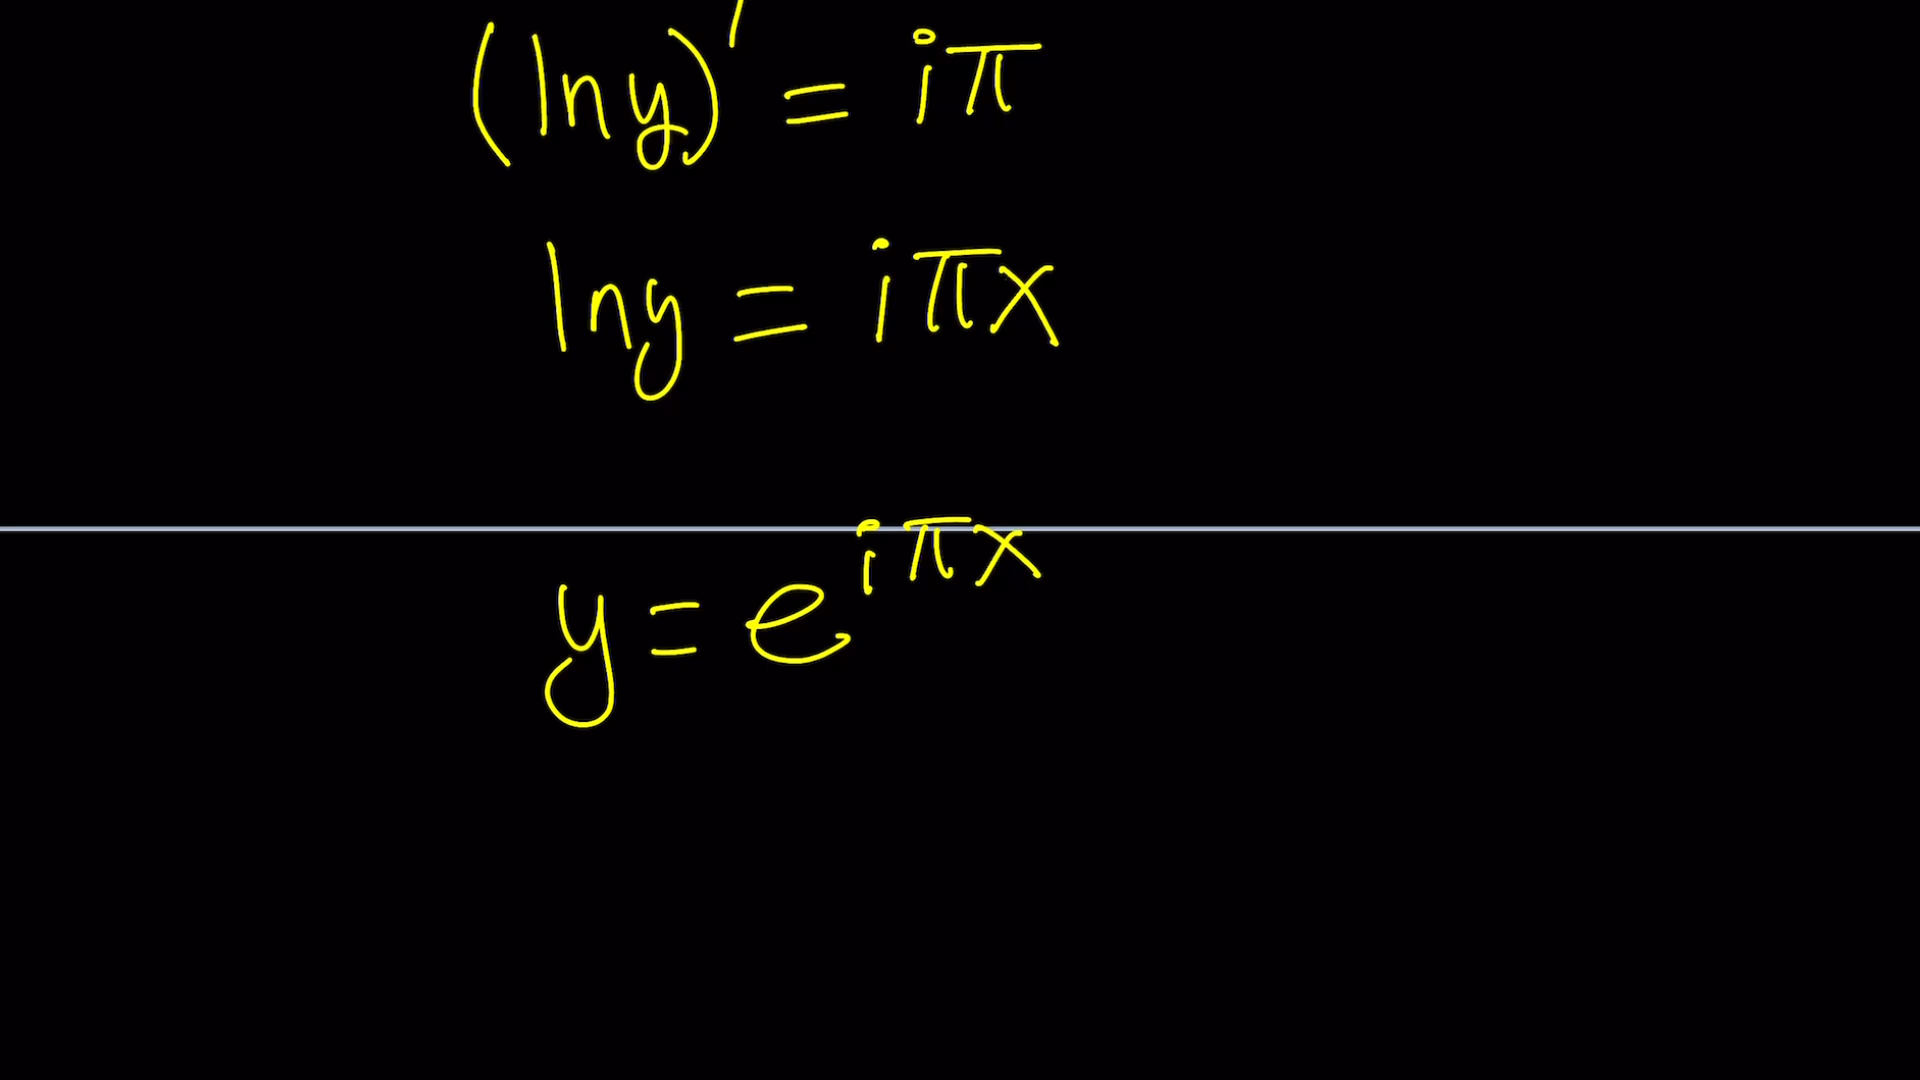 (ln y)' = iπ
ln y = iπx
y = e^{iπx}